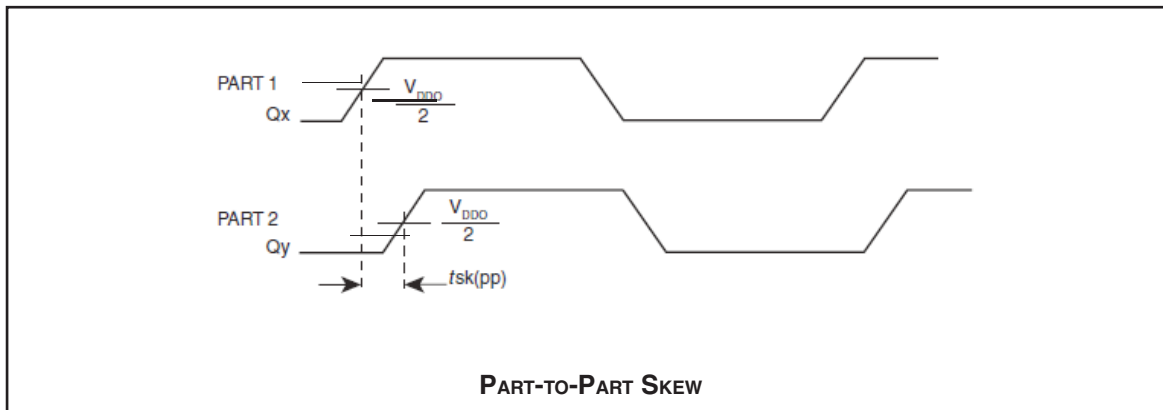 PART 1
VDDO
2
Qx
PART 2
VDDO
2
Qy
tsk(pp)
PART-TO-PART SKEW